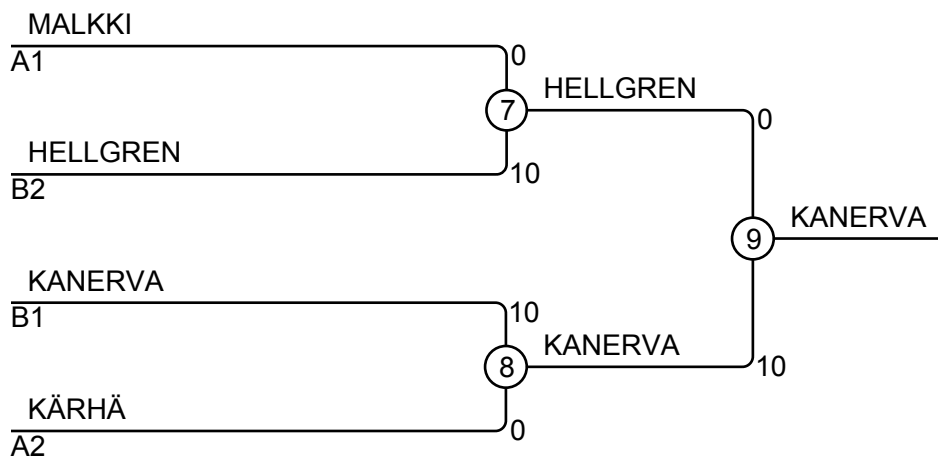 MALKKI
A1
0
7
HELLGREN
0
HELLGREN
B2
10
9
KANERVA
KANERVA
B1
10
8
KANERVA
10
KÄRHÄ
A2
0